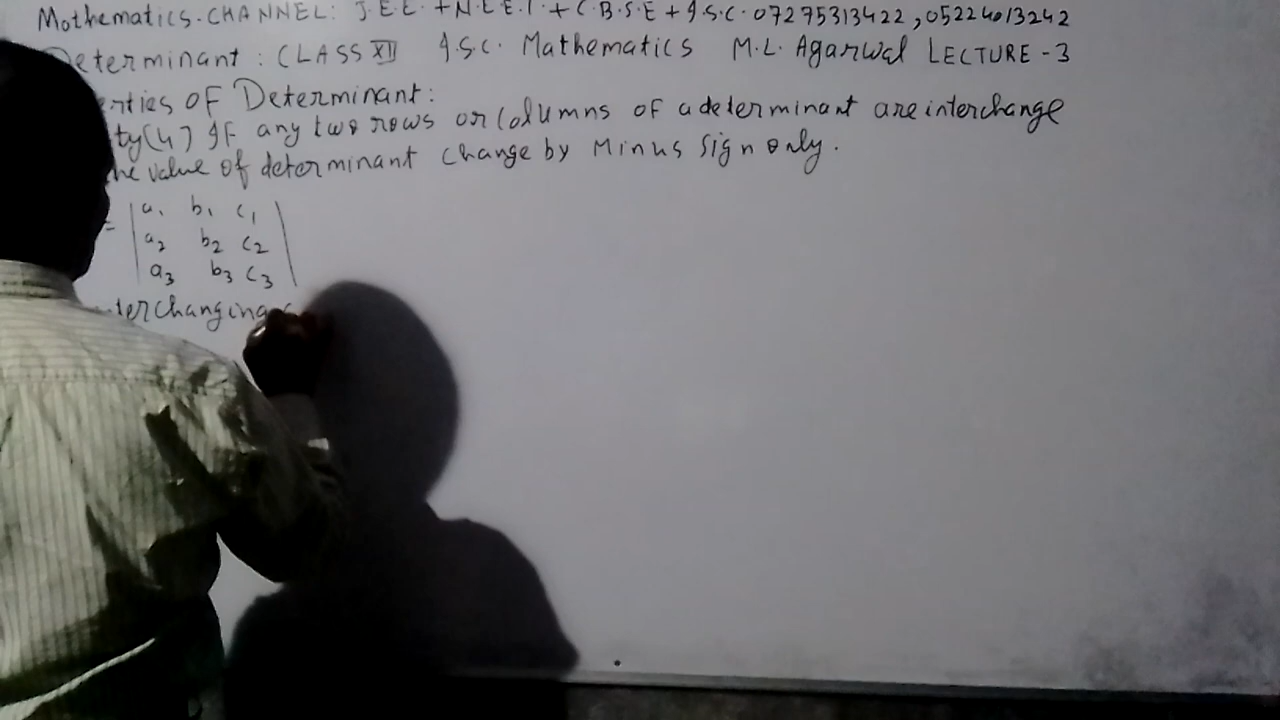 Mathematics.CHANNEL: J.E.E. + N.E.E.T + C.B.S.E + I.S.C. 07275313422, 05224013242
Determinant : CLASS XII I.S.C. Mathematics M.L. Agarwal LECTURE - 3
erties OF Determinant:
ty(4) IF any two rows or columns of a determinant are interchange
he value of determinant change by Minus Sign only.
= | a1 b1 c1 |
| a2 b2 c2 |
| a3 b3 c3 |
terchanging